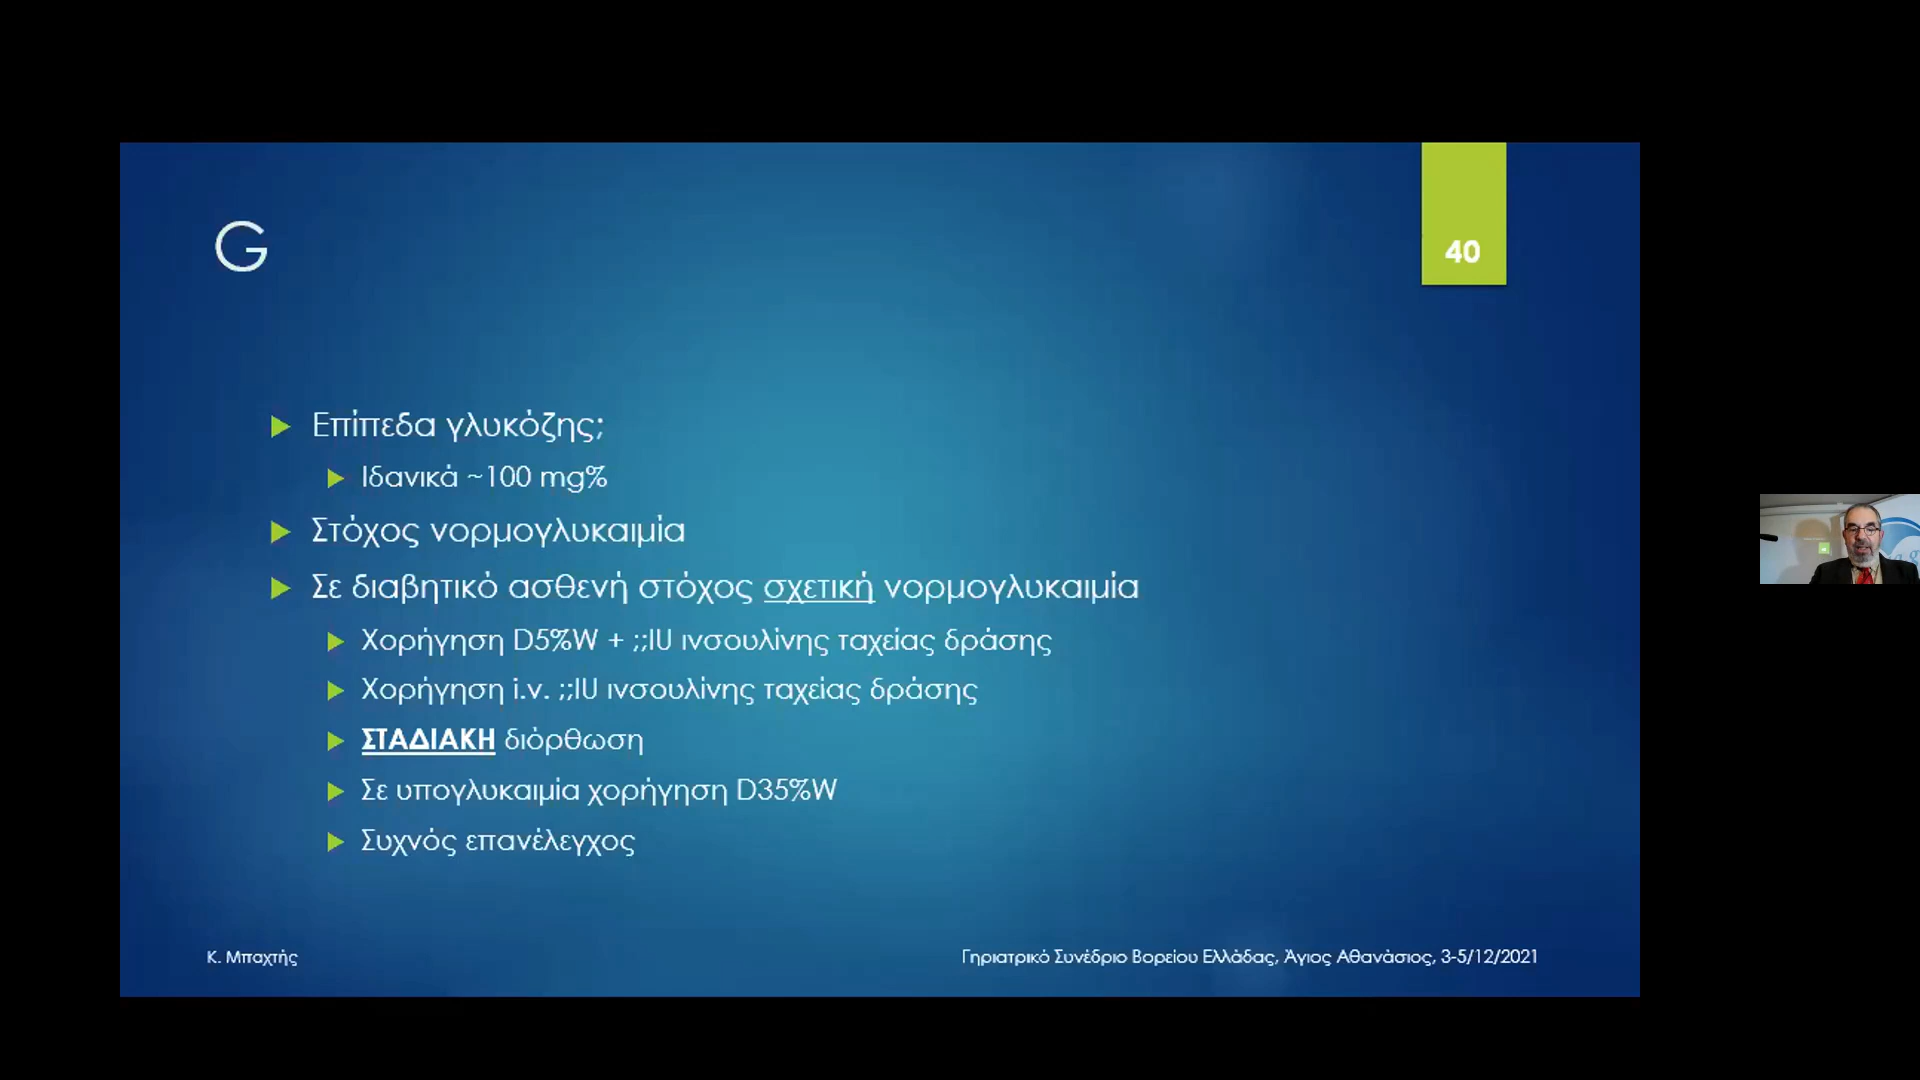 G
40
Επίπεδα γλυκόζης;
Ιδανικά ~100 mg%
Στόχος νορμογλυκαιμία
Σε διαβητικό ασθενή στόχος σχετική νορμογλυκαιμία
Χορήγηση D5%W + ;;IU ινσουλίνης ταχείας δράσης
Χορήγηση i.v. ;;IU ινσουλίνης ταχείας δράσης
ΣΤΑΔΙΑΚΗ διόρθωση
Σε υπογλυκαιμία χορήγηση D35%W
Συχνός επανέλεγχος
Κ. Μπαχτής
Γηριατρικό Συνέδριο Βορείου Ελλάδας, Άγιος Αθανάσιος, 3-5/12/2021